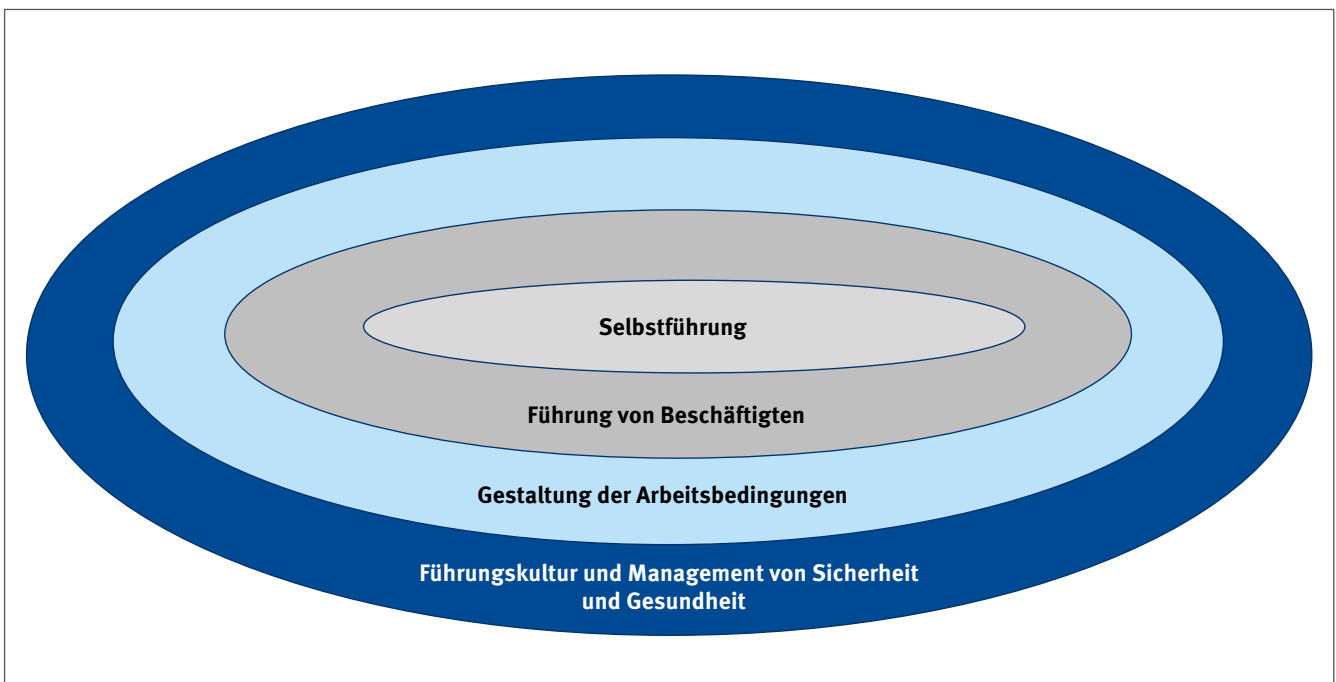 Selbstführung
Führung von Beschäftigten
Gestaltung der Arbeitsbedingungen
Führungskultur und Management von Sicherheit
und Gesundheit